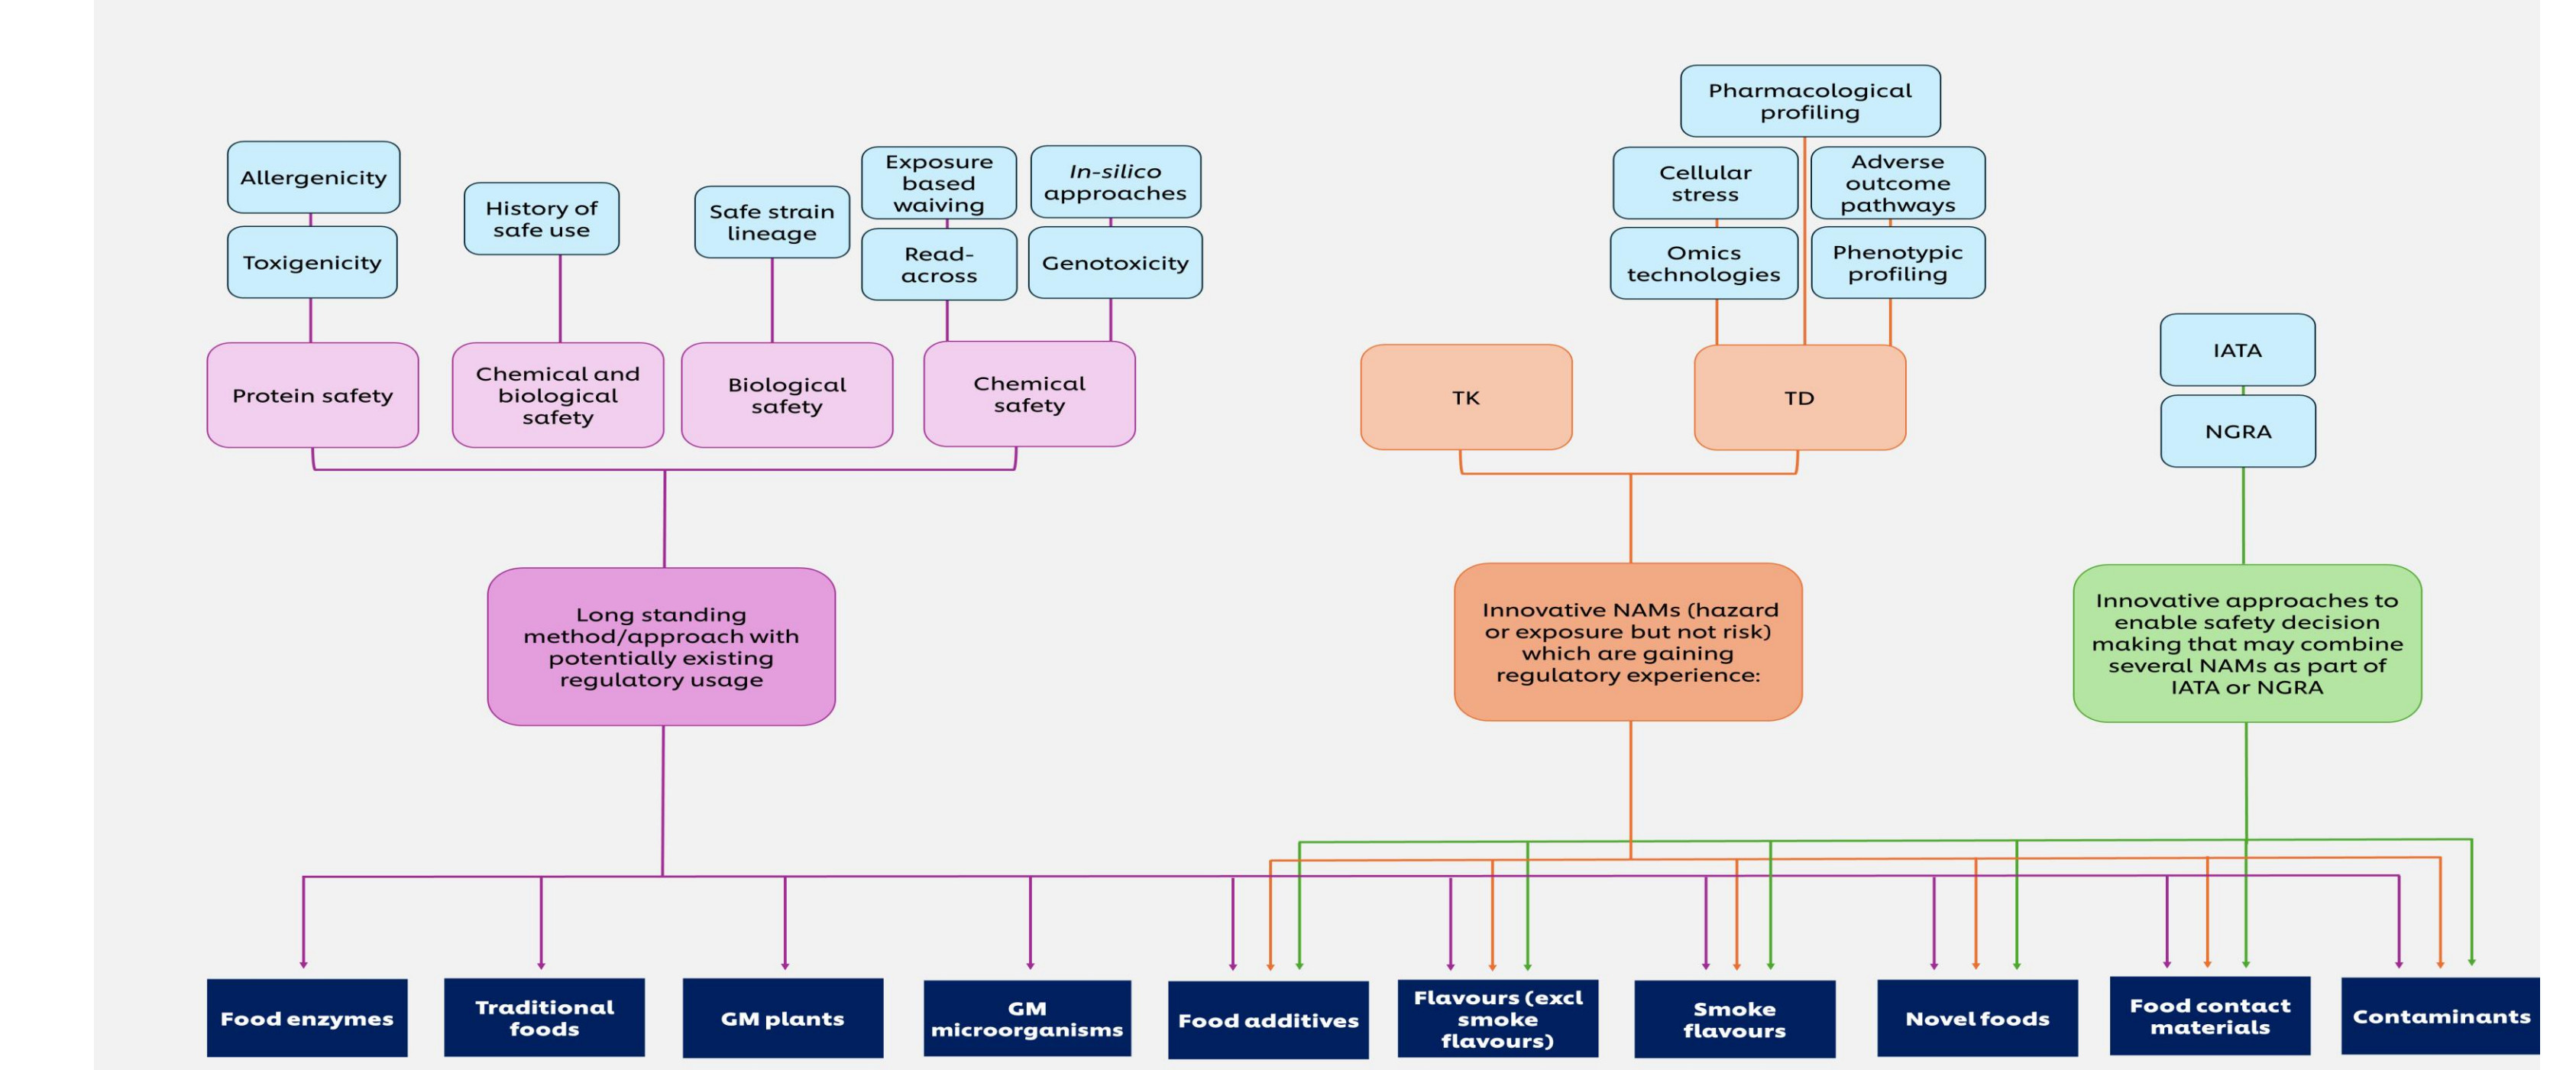 Pharmacological
profiling
Allergenicity
Toxigenicity
History of
safe use
Safe strain
lineage
Exposure
based
waiving
Read-
across
In-silico
approaches
Genotoxicity
Cellular
stress
Omics
technologies
Adverse
outcome
pathways
Phenotypic
profiling
IATA
NGRA
Protein safety
Chemical and
biological
safety
Biological
safety
Chemical
safety
TK
TD
Long standing
method/approach with
potentially existing
regulatory usage
Innovative NAMs (hazard
or exposure but not risk)
which are gaining
regulatory experience:
Innovative approaches to
enable safety decision
making that may combine
several NAMs as part of
IATA or NGRA
Food enzymes
Traditional
foods
GM plants
GM
microorganisms
Food additives
Flavours (excl
smoke
flavours)
Smoke
flavours
Novel foods
Food contact
materials
Contaminants